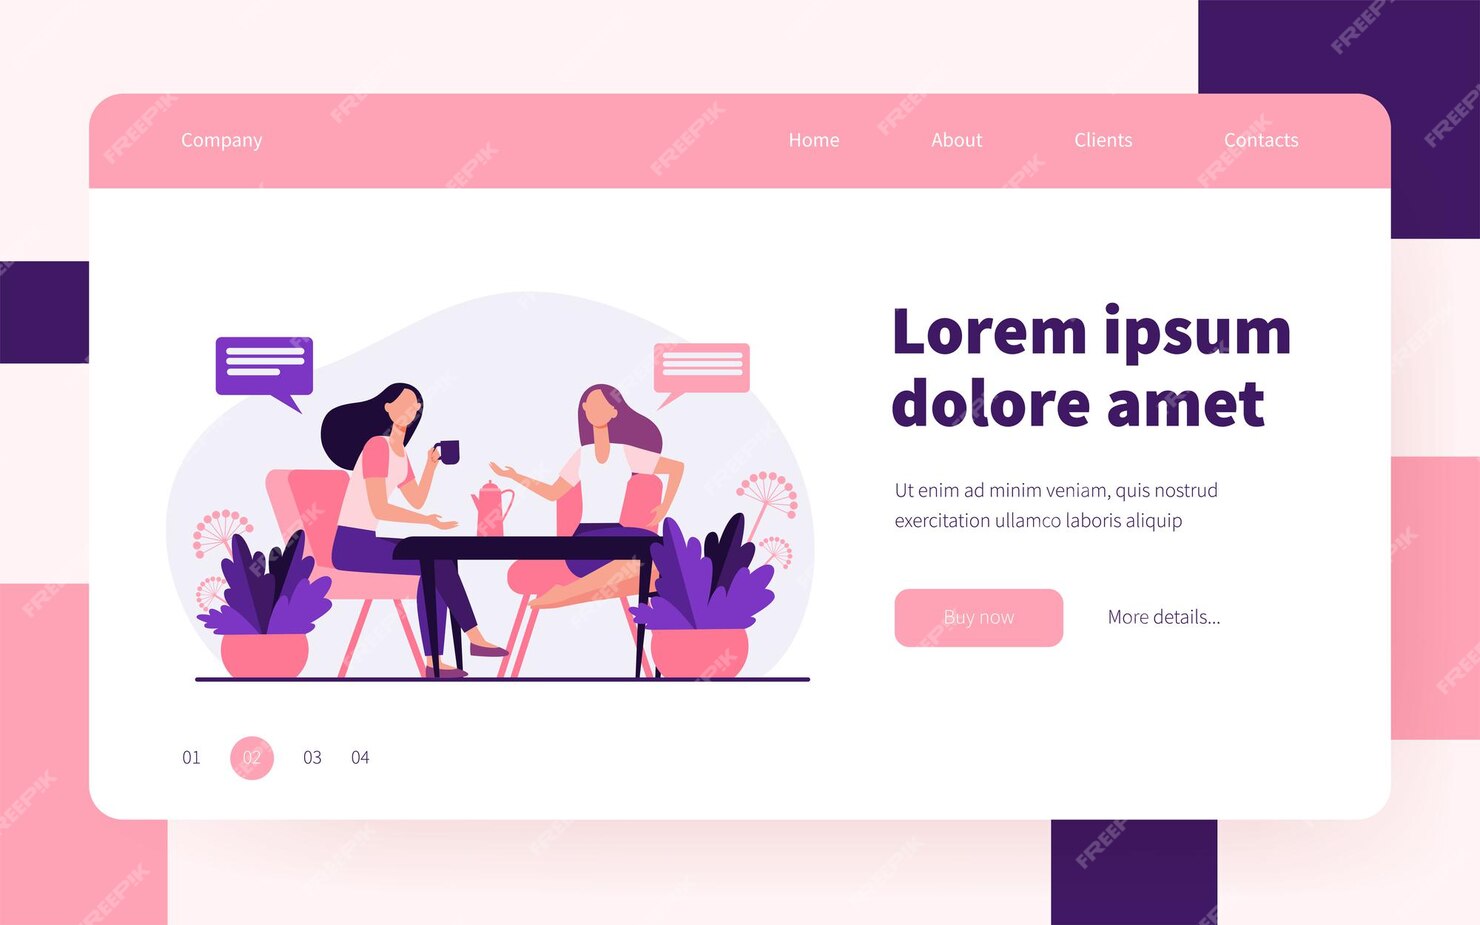 Company
Home
About
Clients
Contacts
Lorem ipsum
dolore amet
Ut enim ad minim veniam, quis nostrud
exercitation ullamco laboris aliquip
Buy now
More details...
01
02
03
04
FREEPIK